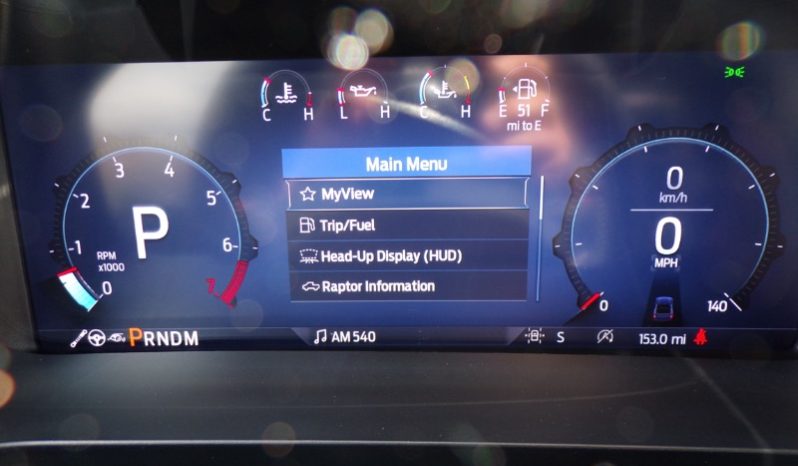 C H
L H
C H
E 51 F
mi to E
Main Menu
MyView
Trip/Fuel
Head-Up Display (HUD)
Raptor Information
P
RPM
x1000
0
1
2
3
4
5
6
7
0
km/h
0
MPH
0 140
PRNDM
AM 540
S
153.0 mi